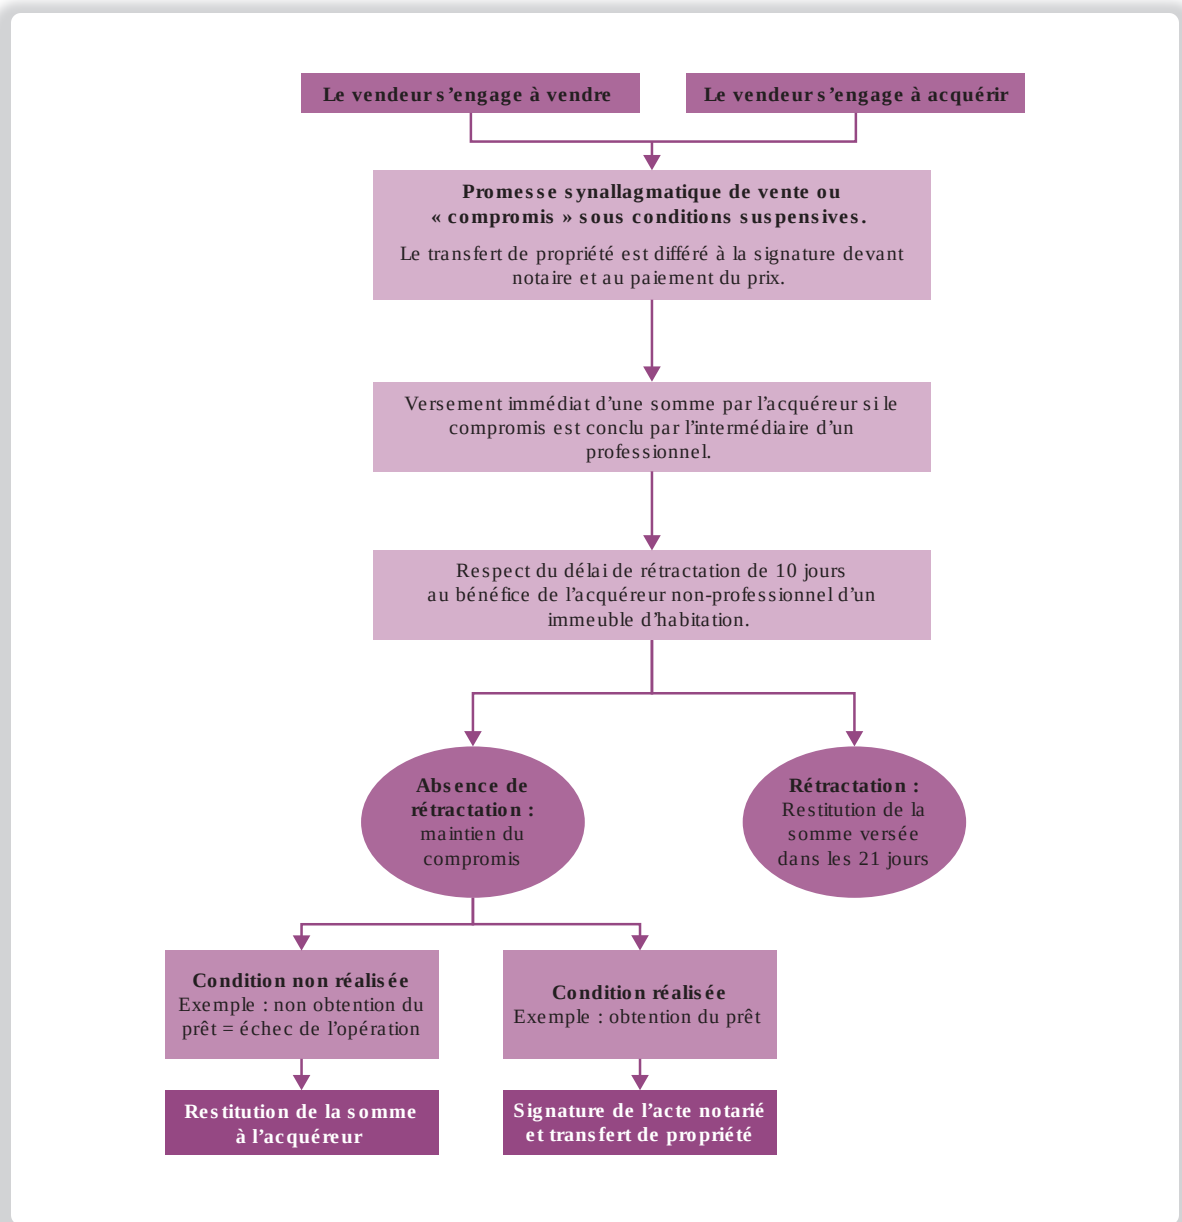 Le vendeur s’engage à vendre
Le vendeur s’engage à acquérir
Promesse synallagmatique de vente ou
« compromis » sous conditions suspensives.
Le transfert de propriété est différé à la signature devant
notaire et au paiement du prix.
Versement immédiat d’une somme par l’acquéreur si le
compromis est conclu par l’intermédiaire d’un
professionnel.
Respect du délai de rétractation de 10 jours
au bénéfice de l’acquéreur non-professionnel d’un
immeuble d’habitation.
Absence de
rétractation :
maintien du
compromis
Rétractation :
Restitution de la
somme versée
dans les 21 jours
Condition non réalisée
Exemple : non obtention du
prêt = échec de l’opération
Condition réalisée
Exemple : obtention du prêt
Restitution de la somme
à l’acquéreur
Signature de l’acte notarié
et transfert de propriété